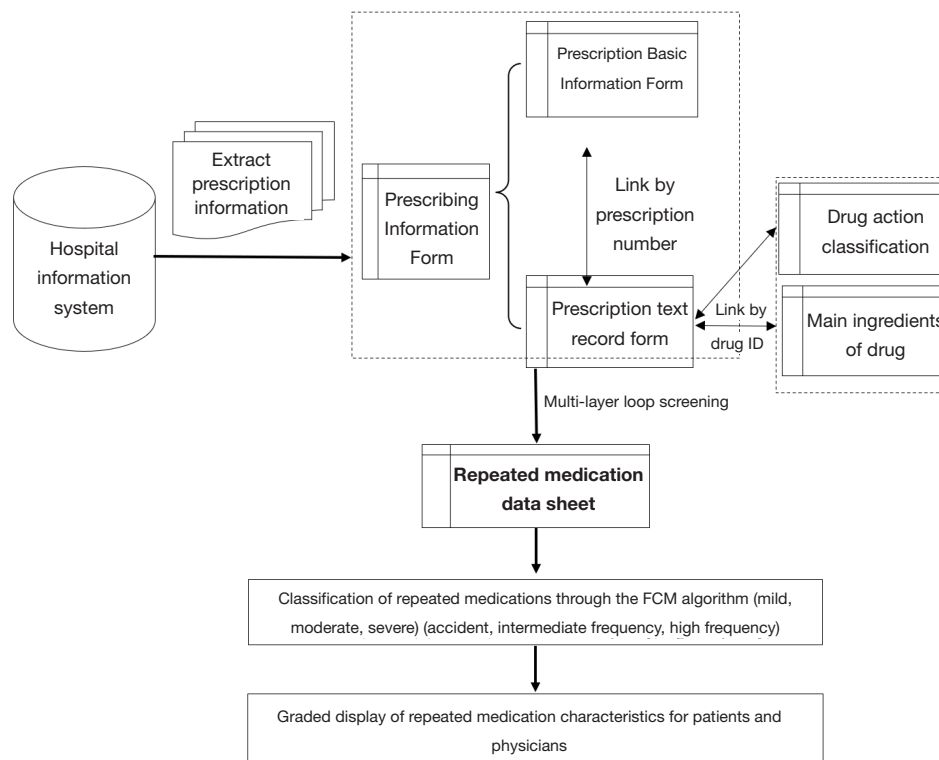 Prescription Basic
Information Form
Extract
prescription
information
Hospital
information
system
Prescribing
Information
Form
Link by
prescription
number
Drug action
classification
Prescription text
record form
Link by
drug ID
Main ingredients
of drug
Multi-layer loop screening
Repeated medication
data sheet
Classification of repeated medications through the FCM algorithm (mild,
moderate, severe) (accident, intermediate frequency, high frequency)
Graded display of repeated medication characteristics for patients and
physicians